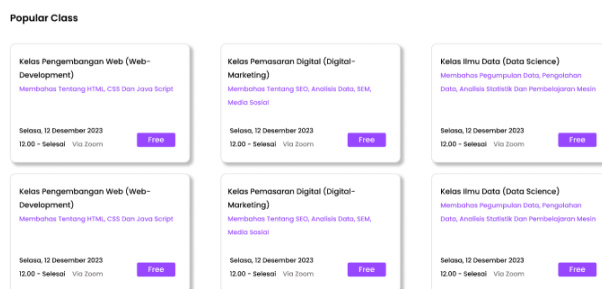 Popular Class
Kelas Pengembangan Web (Web-
Development)
Membahas Tentang HTML, CSS Dan Java Script
Selasa, 12 Desember 2023
12.00 - Selesai Via Zoom
Free
Kelas Pemasaran Digital (Digital-
Marketing)
Membahas Tentang SEO, Analisis Data, SEM,
Media Sosial
Selasa, 12 Desember 2023
12.00 - Selesai Via Zoom
Free
Kelas Ilmu Data (Data Science)
Membahas Pegumpulan Data, Pengolahan
Data, Analisis Statistik Dan Pembelajaran Mesin
Selasa, 12 Desember 2023
12.00 - Selesai Via Zoom
Free
Kelas Pengembangan Web (Web-
Development)
Membahas Tentang HTML, CSS Dan Java Script
Selasa, 12 Desember 2023
12.00 - Selesai Via Zoom
Free
Kelas Pemasaran Digital (Digital-
Marketing)
Membahas Tentang SEO, Analisis Data, SEM,
Media Sosial
Selasa, 12 Desember 2023
12.00 - Selesai Via Zoom
Free
Kelas Ilmu Data (Data Science)
Membahas Pegumpulan Data, Pengolahan
Data, Analisis Statistik Dan Pembelajaran Mesin
Selasa, 12 Desember 2023
12.00 - Selesai Via Zoom
Free